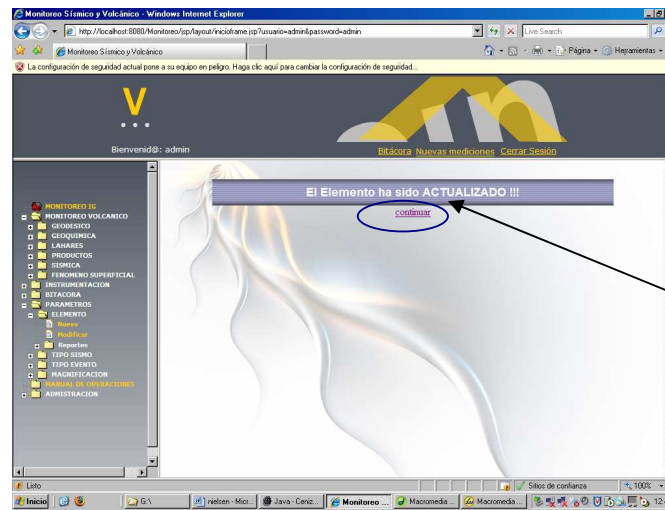 Monitoreo Sísmico y Volcánico - Windows Internet Explorer
http://localhost:8080/Monitoreo/jsp/layout/inicioframe.jsp?usuario=admin&password=admin
Live Search
Monitoreo Sísmico y Volcánico
Página
Herramientas
La configuración de seguridad actual pone a su equipo en peligro. Haga clic aquí para cambiar la configuración de seguridad...
V
...
Bienvenid@: admin
Bitácora Nuevas mediciones Cerrar Sesión
El Elemento ha sido ACTUALIZADO !!!
continuar
MONITOREO IG
MONITOREO VOLCANICO
GEODESICO
GEOQUIMICA
LAHARES
PRODUCTOS
SISMICA
FENOMENO SUPERFICIAL
INSTRUMENTACION
BITACORA
PARAMETROS
ELEMENTO
Nuevo
Modificar
Reportes
TIPO SISMO
TIPO EVENTO
MAGNIFICACION
MANUAL DE OPERACIONES
ADMISTRACION
Listo
Sitios de confianza
100%
Inicio
G:\
nielsen - Micr...
Java - Ceniz...
Monitoreo ...
Macromedia ...
Macromedia ...
12: